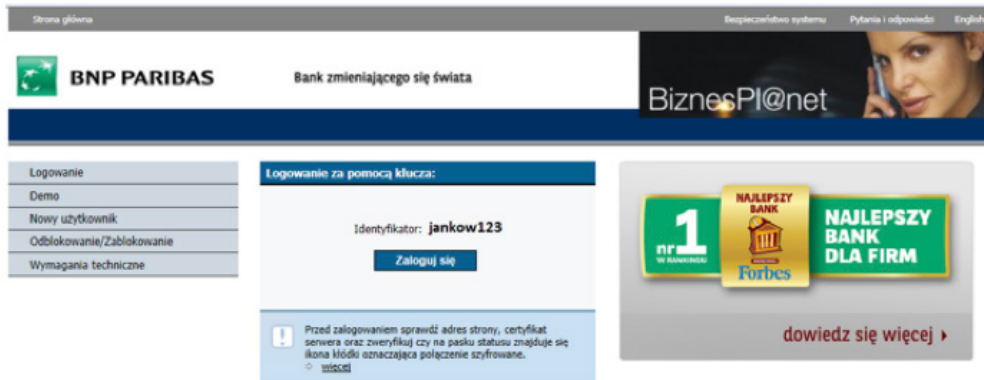 Strona główna
Bezpieczeństwo systemu Pytania i odpowiedzi English
BNP PARIBAS
Bank zmieniającego się świata
BiznesPl@net
Logowanie
Demo
Nowy użytkownik
Odblokowanie/Zablokowanie
Wymagania techniczne
Logowanie za pomocą klucza:
Identyfikator: jankow123
Zaloguj się
Przed zalogowaniem sprawdź adres strony, certyfikat
serwera oraz zweryfikuj czy na pasku statusu znajduje się
ikona kłódki oznaczająca połączenie szyfrowane.
więcej
nr 1
W RANKINGU
NAJLEPSZY
BANK
Forbes
NAJLEPSZY
BANK
DLA FIRM
dowiedz się więcej